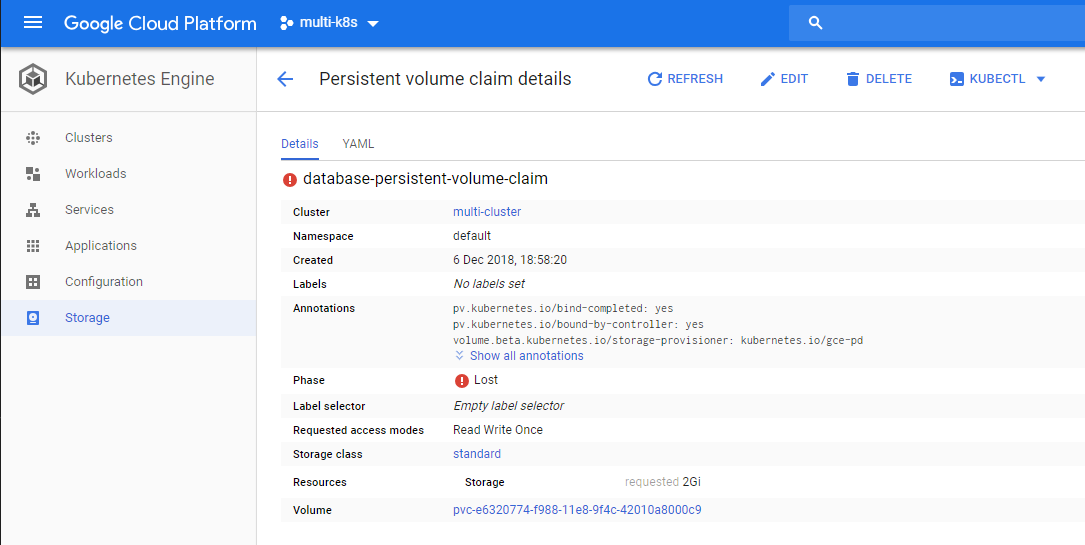 Google Cloud Platform multi-k8s
Kubernetes Engine
Clusters
Workloads
Services
Applications
Configuration
Storage
Persistent volume claim details REFRESH EDIT DELETE KUBECTL
Details YAML
database-persistent-volume-claim
Cluster multi-cluster
Namespace default
Created 6 Dec 2018, 18:58:20
Labels No labels set
Annotations pv.kubernetes.io/bind-completed: yes
pv.kubernetes.io/bound-by-controller: yes
volume.beta.kubernetes.io/storage-provisioner: kubernetes.io/gce-pd
Show all annotations
Phase Lost
Label selector Empty label selector
Requested access modes Read Write Once
Storage class standard
Resources Storage requested 2Gi
Volume pvc-e6320774-f988-11e8-9f4c-42010a8000c9